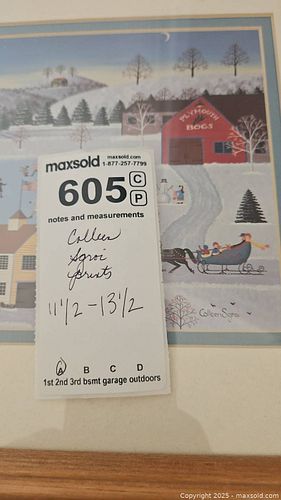 PLYMOUTH
BOGS
maxsold
maxsold.com
1-877-257-7799
605 C
P
notes and measurements
Colleen
Sgroi
prints
11 1/2 - 13 1/2
A B C D
1st 2nd 3rd bsmt garage outdoors
Colleen Sgroi
© Copyright 2025 - maxsold.com